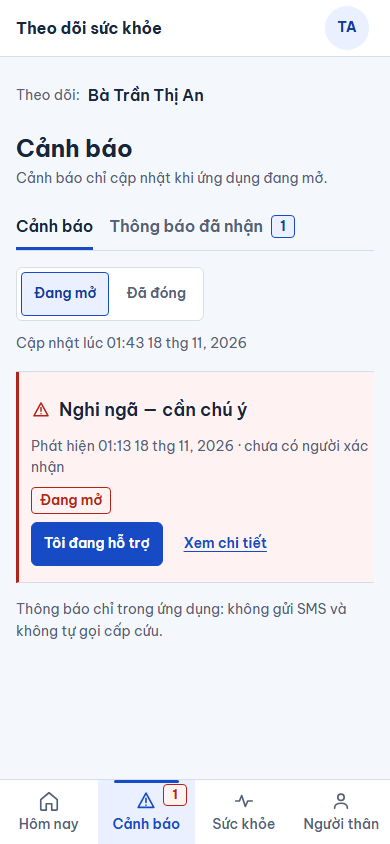 Theo dõi sức khỏe
TA
Theo dõi: Bà Trần Thị An
Cảnh báo
Cảnh báo chỉ cập nhật khi ứng dụng đang mở.
Cảnh báo Thông báo đã nhận 1
Đang mở Đã đóng
Cập nhật lúc 01:43 18 thg 11, 2026
Nghi ngã — cần chú ý
Phát hiện 01:13 18 thg 11, 2026 · chưa có người xác
nhận
Đang mở
Tôi đang hỗ trợ Xem chi tiết
Thông báo chỉ trong ứng dụng: không gửi SMS và
không tự gọi cấp cứu.
1
Hôm nay Cảnh báo Sức khỏe Người thân